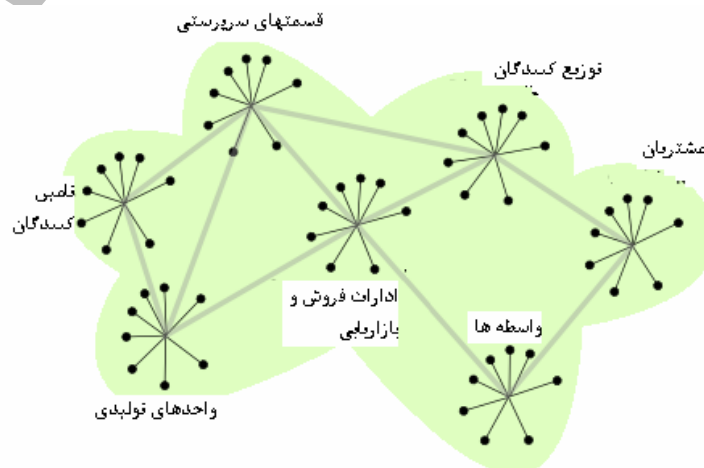 قسمتهای سرپرستی
توزیع کنندگان
مشتریان
تامین
کنندگان
ادارات فروش و
بازاریابی
واسطه ها
واحدهای تولیدی